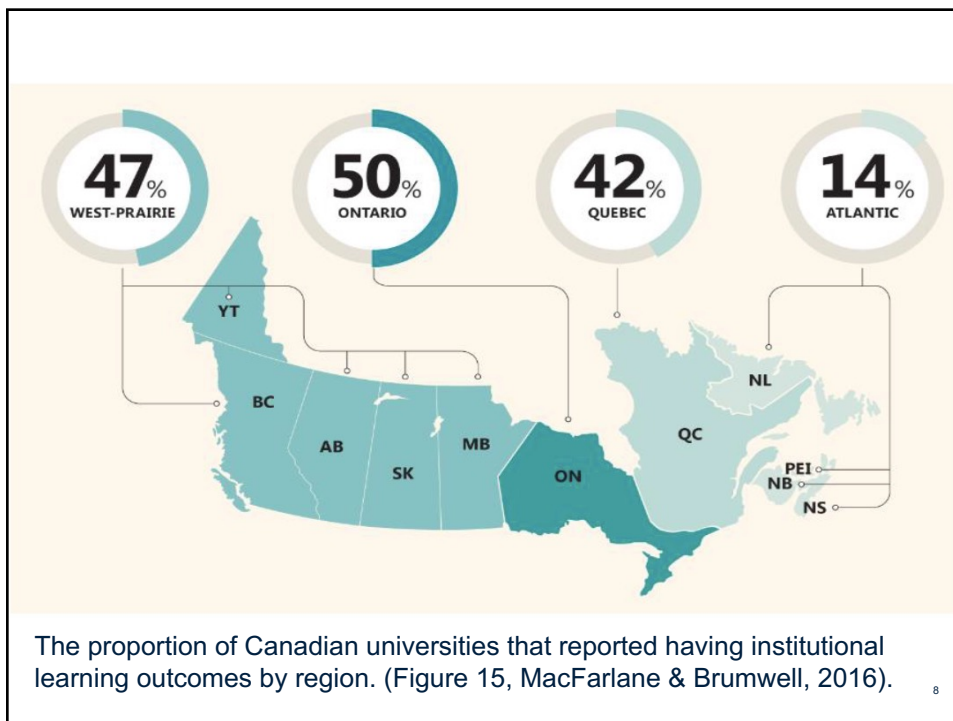 47%
WEST-PRAIRIE
50%
ONTARIO
42%
QUEBEC
14%
ATLANTIC
YT
BC
AB
SK
MB
ON
QC
NL
PEI
NB
NS
The proportion of Canadian universities that reported having institutional
learning outcomes by region. (Figure 15, MacFarlane & Brumwell, 2016).
8